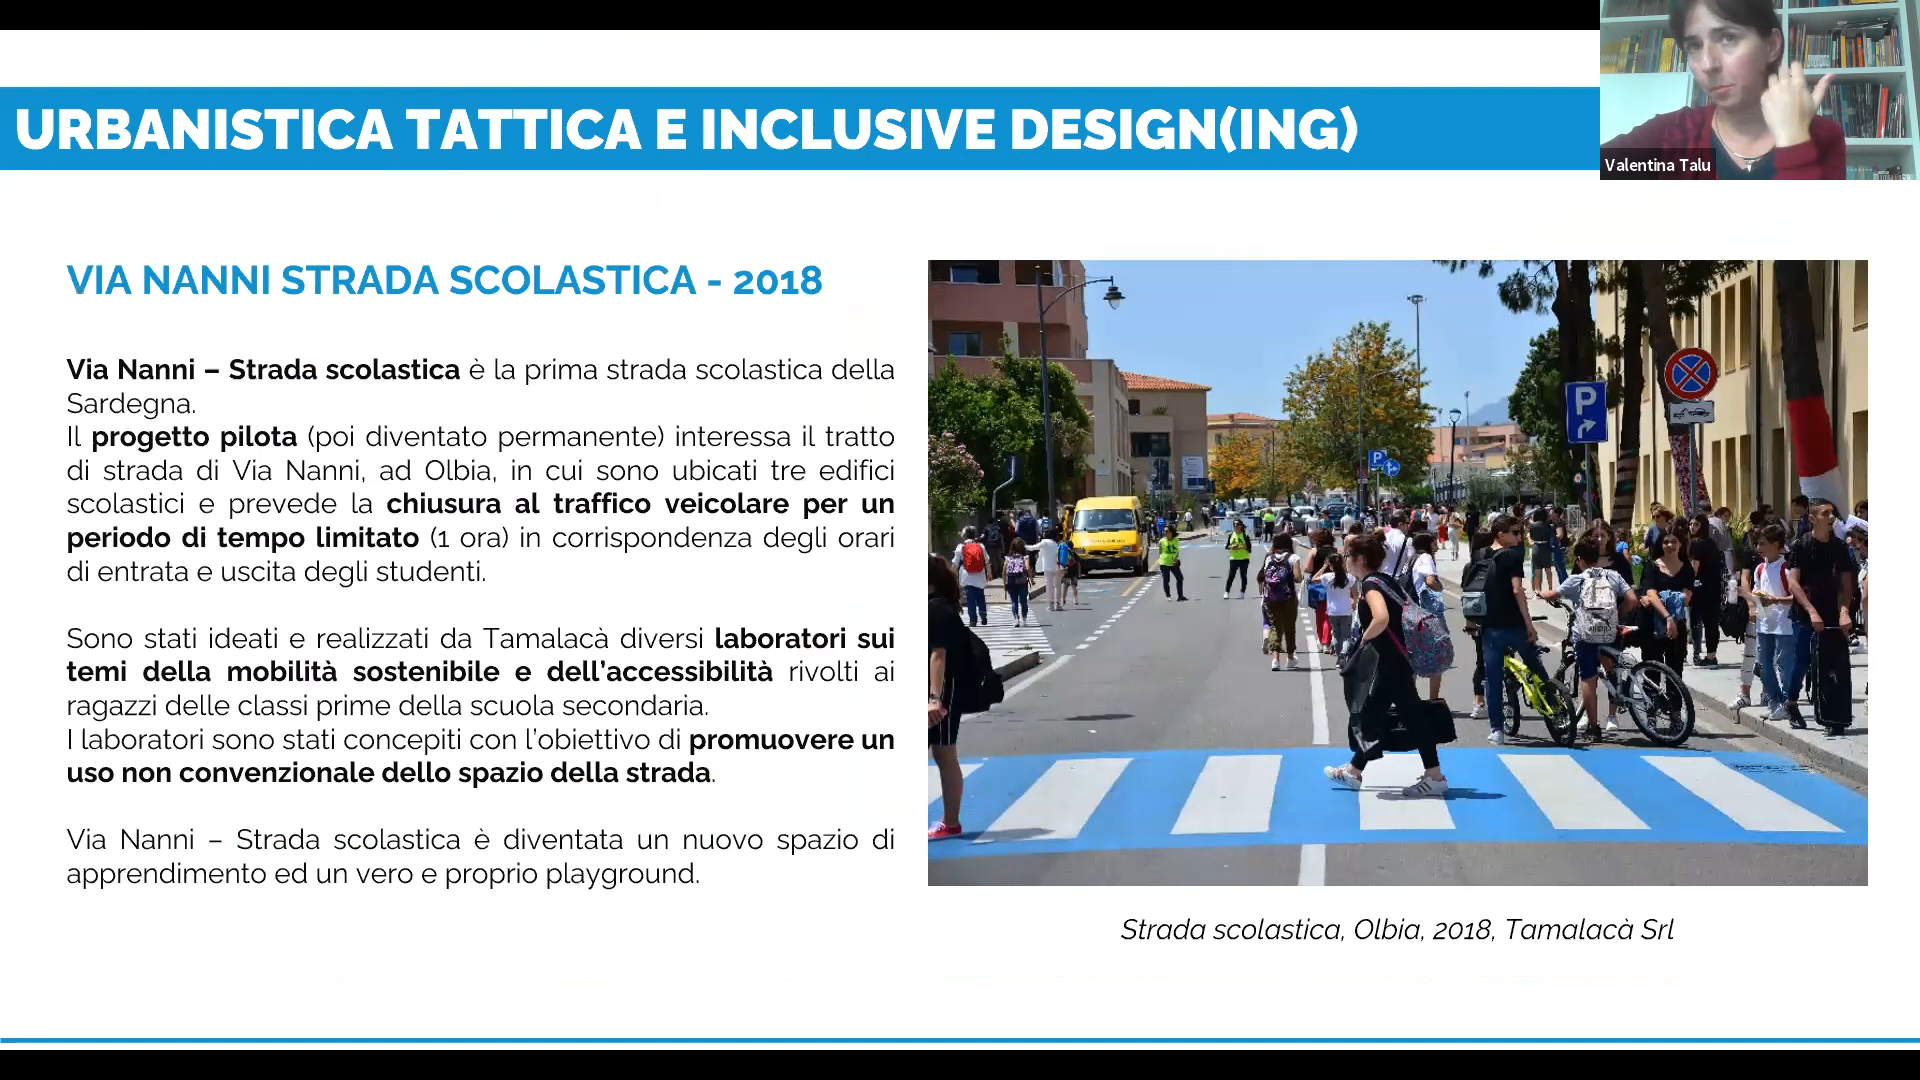 URBANISTICA TATTICA E INCLUSIVE DESIGN(ING)
Valentina Talu
VIA NANNI STRADA SCOLASTICA - 2018
Via Nanni – Strada scolastica è la prima strada scolastica della
Sardegna.
Il progetto pilota (poi diventato permanente) interessa il tratto
di strada di Via Nanni, ad Olbia, in cui sono ubicati tre edifici
scolastici e prevede la chiusura al traffico veicolare per un
periodo di tempo limitato (1 ora) in corrispondenza degli orari
di entrata e uscita degli studenti.
Sono stati ideati e realizzati da Tamalacà diversi laboratori sui
temi della mobilità sostenibile e dell’accessibilità rivolti ai
ragazzi delle classi prime della scuola secondaria.
I laboratori sono stati concepiti con l’obiettivo di promuovere un
uso non convenzionale dello spazio della strada.
Via Nanni – Strada scolastica è diventata un nuovo spazio di
apprendimento ed un vero e proprio playground.
P
P
Strada scolastica, Olbia, 2018, Tamalacà Srl